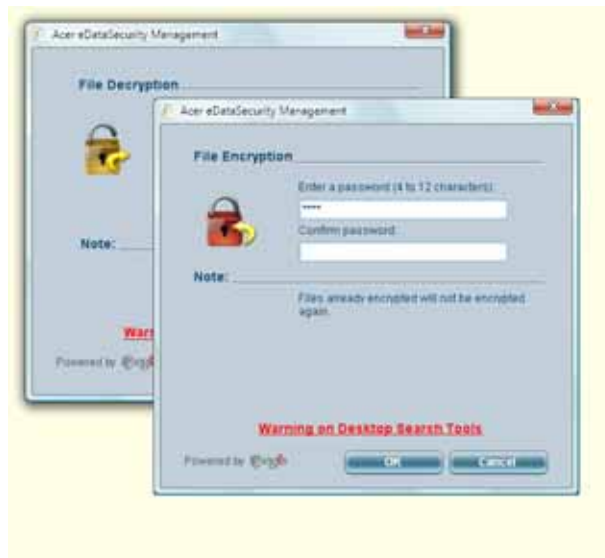 Acer eDataSecurity Management
File Decryption
Note:
Powered by
Acer eDataSecurity Management
File Encryption
Enter a password (4 to 12 characters):
****
Confirm password:
Note:
Files already encrypted will not be encrypted
again.
Warning on Desktop Search Tools
Powered by
OK
Cancel